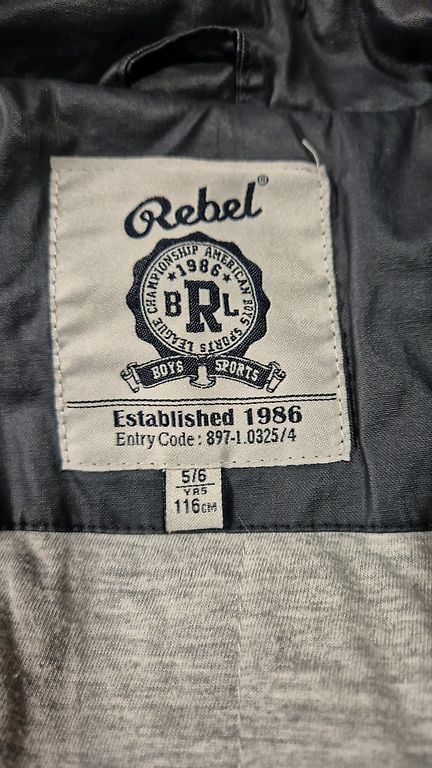 Rebel®
CHAMPIONSHIP AMERICAN BOYS SPORTS LEAGUE
★1986★
B R L
BOYS SPORTS
Established 1986
Entry Code : 897-1.0325/4
5/6
YRS
116CM